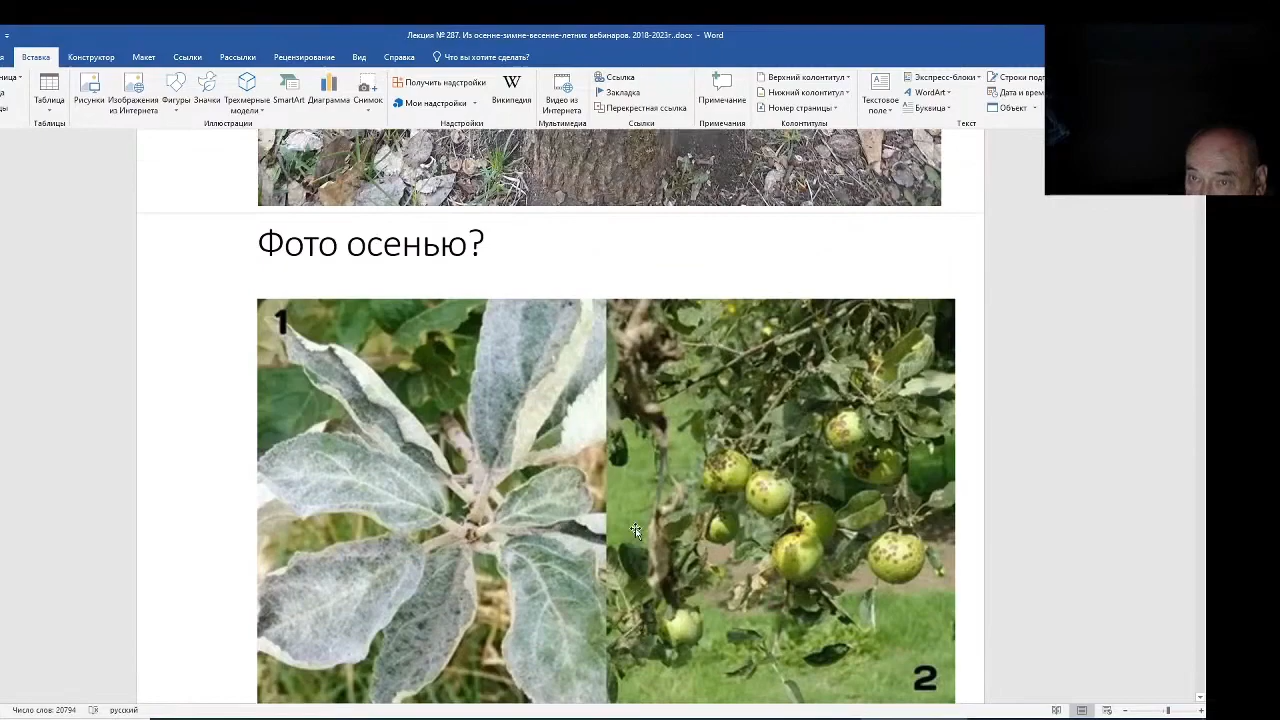 Лекция № 287. Из осенне-зимне-весенне-летних вебинаров. 2018-2023г..docx - Word
Вставка Конструктор Макет Ссылки Рассылки Рецензирование Вид Справка Что вы хотите сделать?
Таблица
Таблицы
Рисунки
Изображения из Интернета
Фигуры
Значки
Трехмерные модели
SmartArt
Диаграмма
Снимок
Иллюстрации
Получить надстройки
Мои надстройки
Википедия
Надстройки
Видео из Интернета
Мультимедиа
Ссылка
Закладка
Перекрестная ссылка
Ссылки
Примечание
Примечания
Верхний колонтитул
Нижний колонтитул
Номер страницы
Колонтитулы
Текстовое поле
Экспресс-блоки
WordArt
Буквица
Строки под
Дата и врем
Объект
Текст
Фото осенью?
1
2
Число слов: 20794 русский